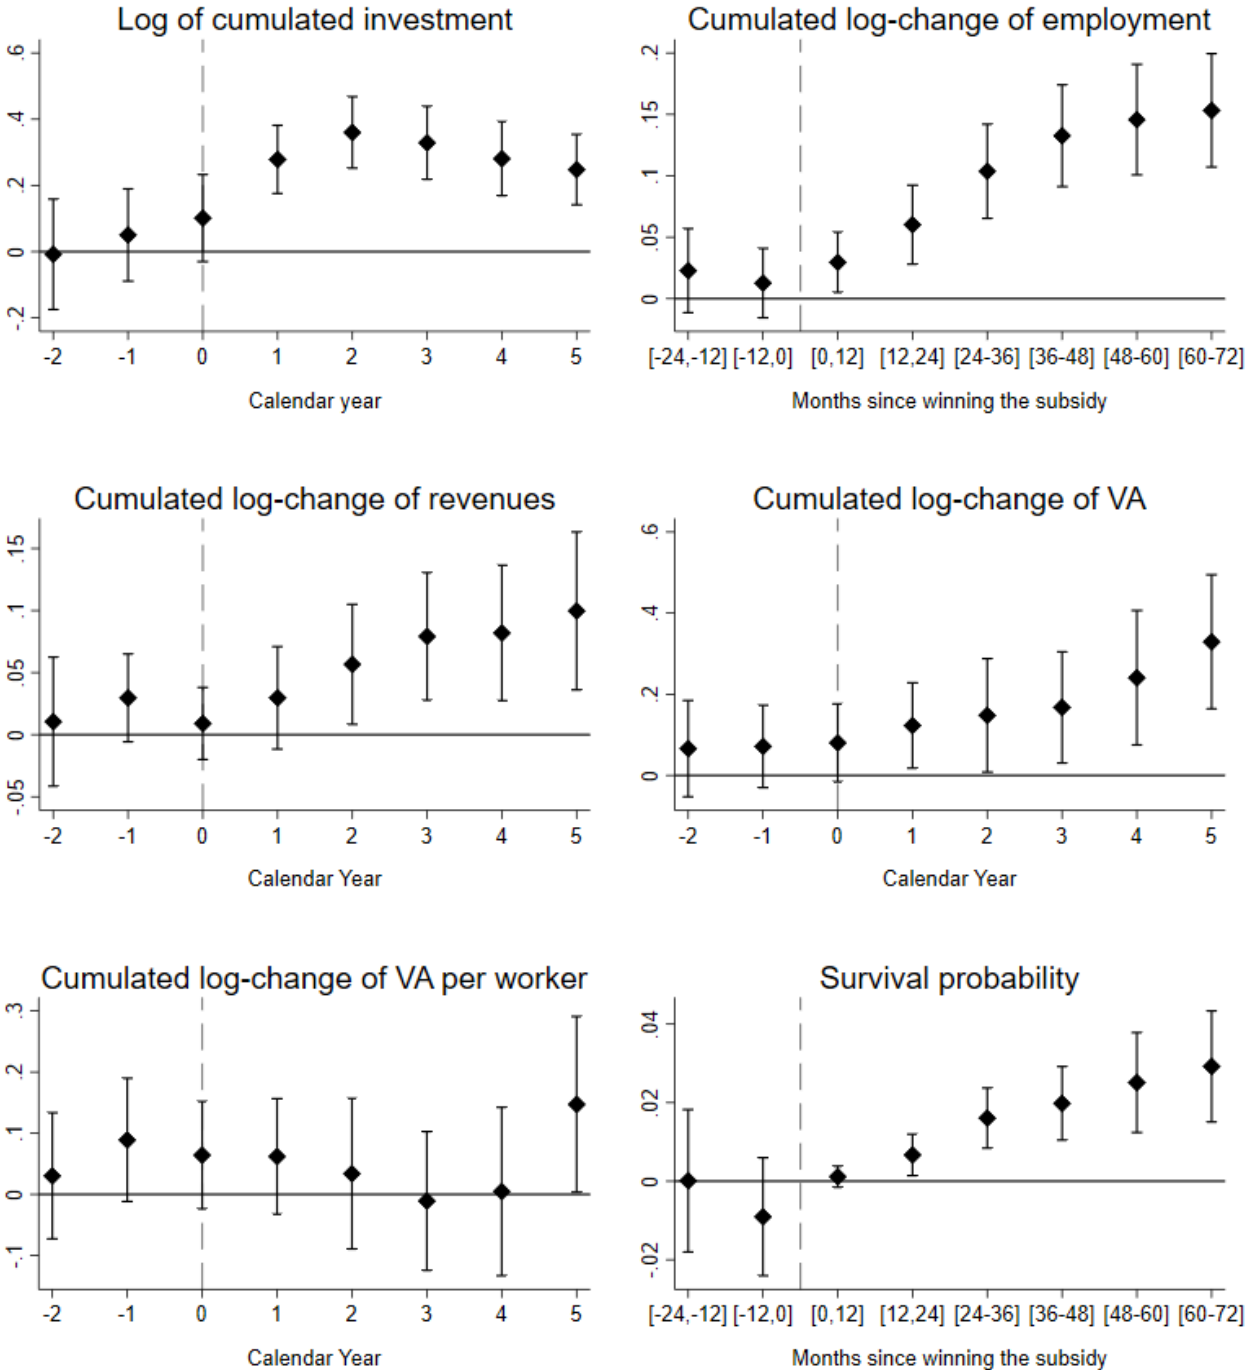 Log of cumulated investment
.6
.4
.2
0
-.2
-2 -1 0 1 2 3 4 5
Calendar year
Cumulated log-change of employment
.2
.15
.1
.05
0
[-24,-12] [-12,0] [0,12] [12,24] [24-36] [36-48] [48-60] [60-72]
Months since winning the subsidy
Cumulated log-change of revenues
.15
.1
.05
0
-.05
-2 -1 0 1 2 3 4 5
Calendar Year
Cumulated log-change of VA
.6
.4
.2
0
-2 -1 0 1 2 3 4 5
Calendar Year
Cumulated log-change of VA per worker
.3
.2
.1
0
-.1
-2 -1 0 1 2 3 4 5
Calendar Year
Survival probability
.04
.02
0
-.02
[-24,-12] [-12,0] [0,12] [12,24] [24-36] [36-48] [48-60] [60-72]
Months since winning the subsidy